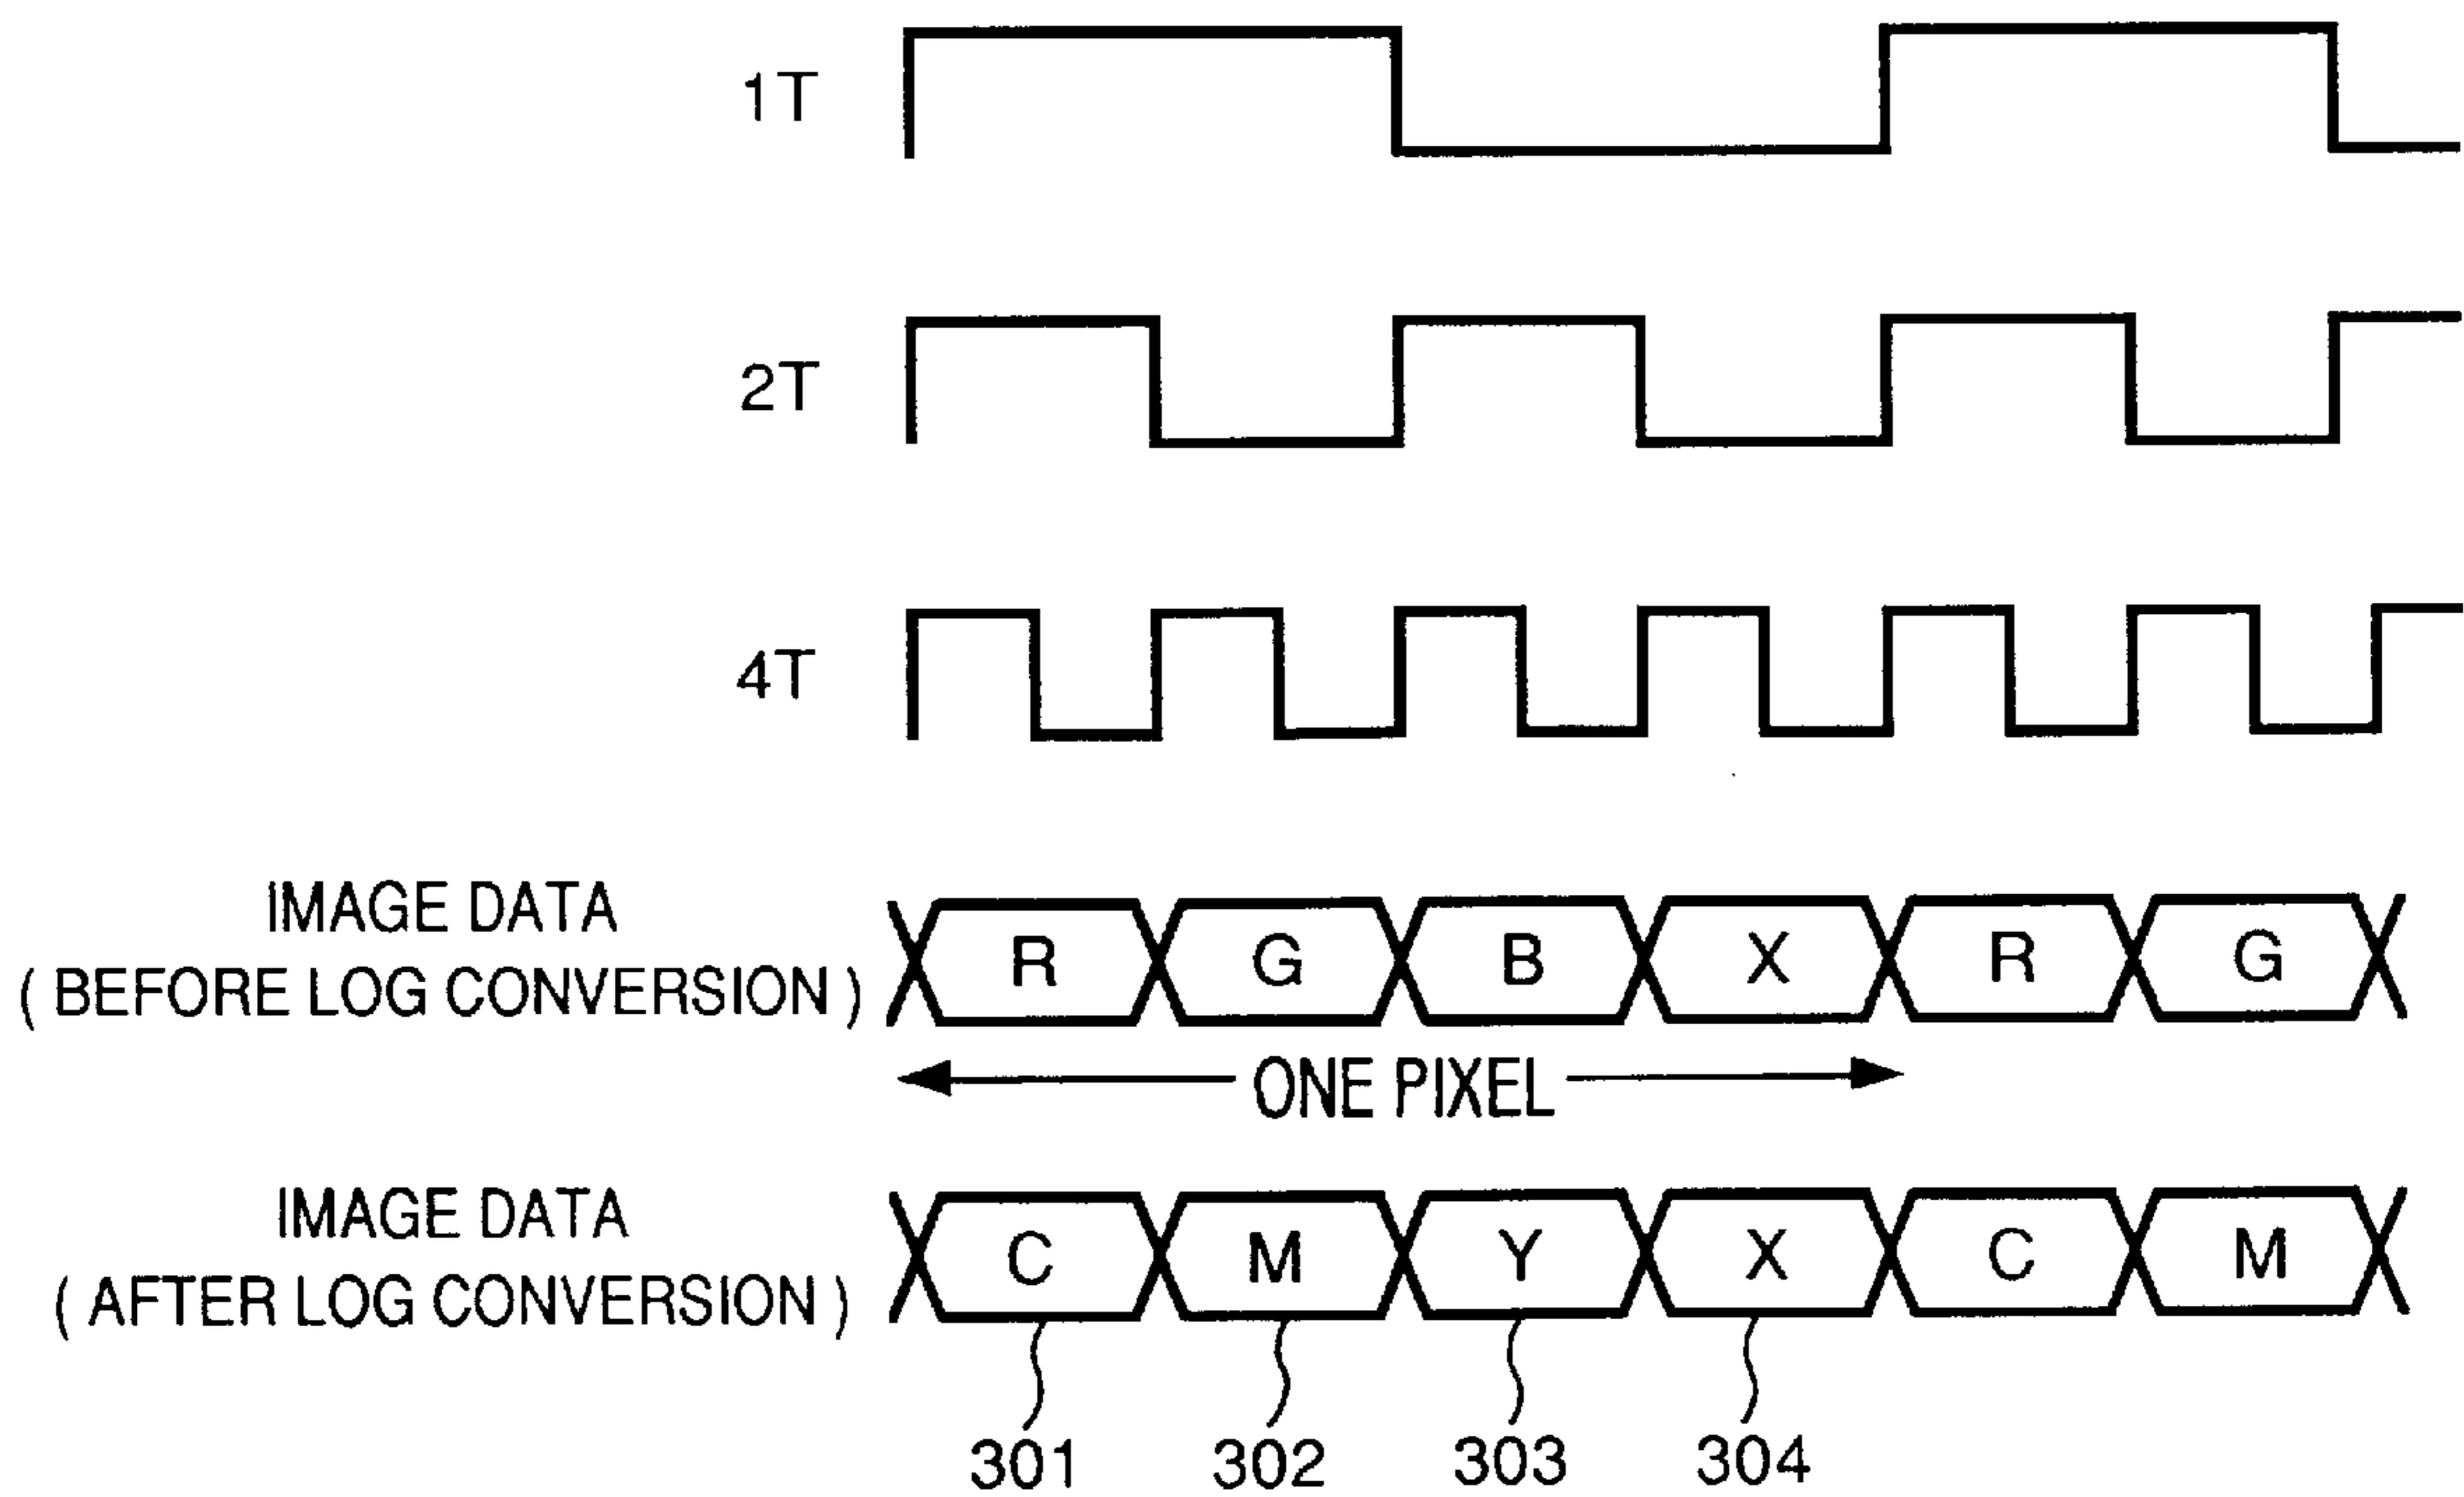 1T
2T
4T
IMAGE DATA
( BEFORE LOG CONVERSION )
R G B X R G
ONE PIXEL
IMAGE DATA
( AFTER LOG CONVERSION )
C M Y X C M
301 302 303 304